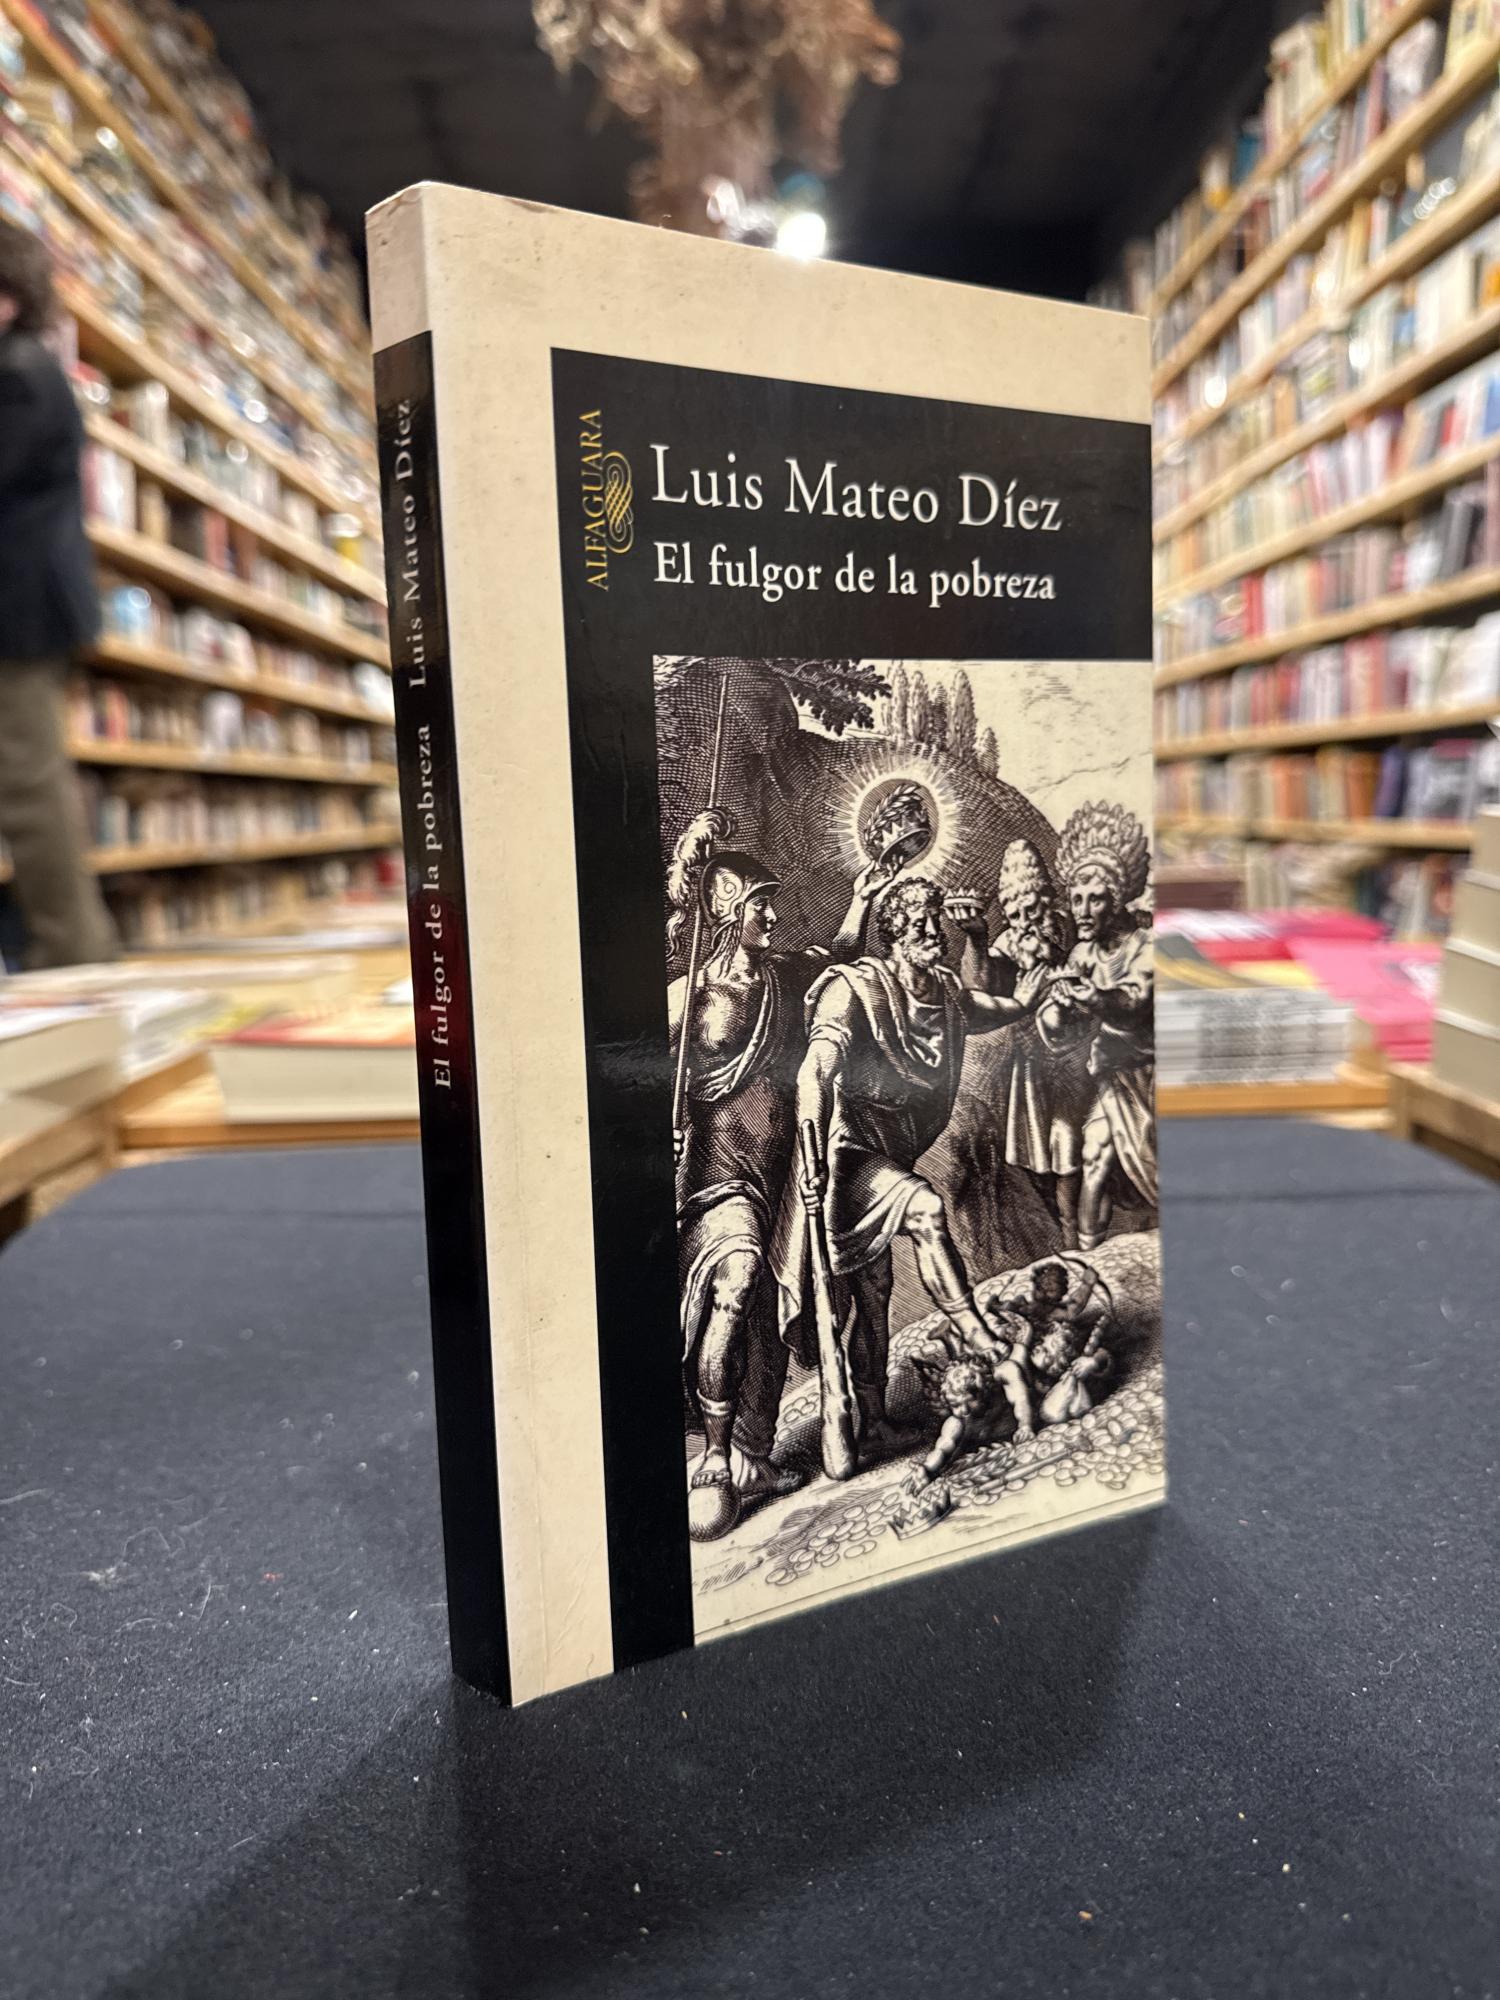 El fulgor de la pobreza Luis Mateo Díez
ALFAGUARA
Luis Mateo Díez
El fulgor de la pobreza